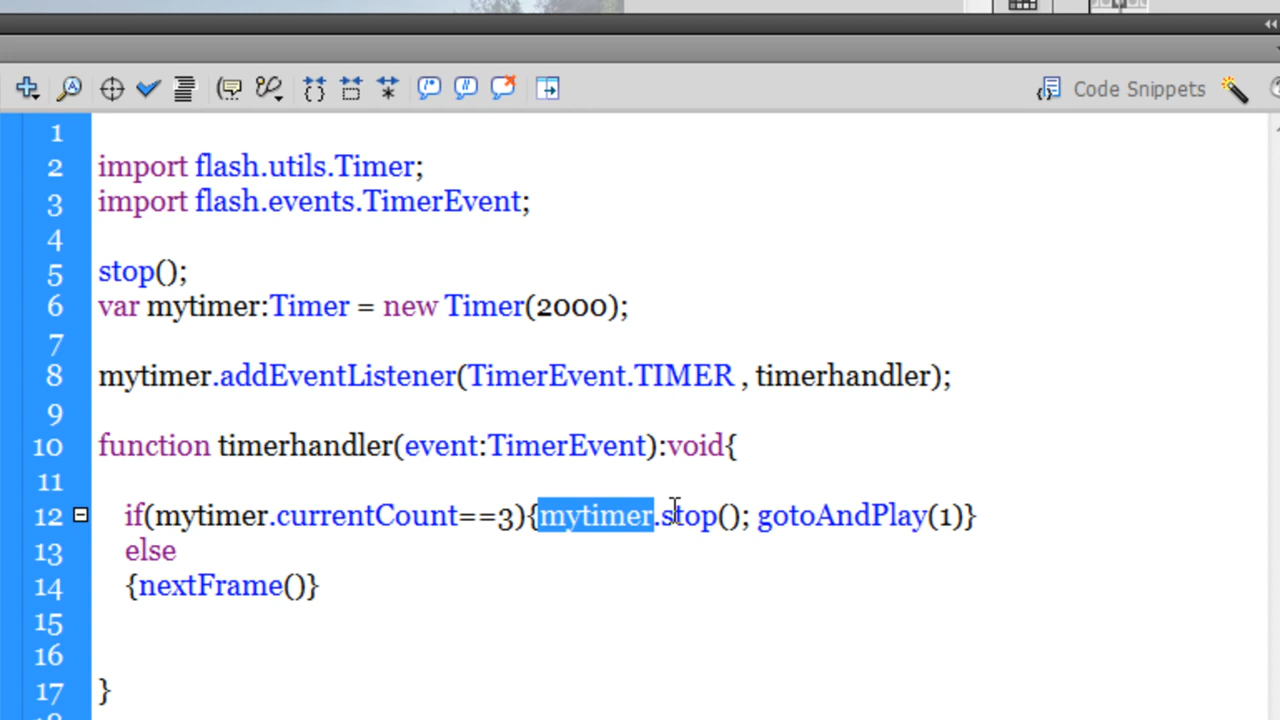 Code Snippets
1
2 import flash.utils.Timer;
3 import flash.events.TimerEvent;
4
5 stop();
6 var mytimer:Timer = new Timer(2000);
7
8 mytimer.addEventListener(TimerEvent.TIMER , timerhandler);
9
10 function timerhandler(event:TimerEvent):void{
11
12 if(mytimer.currentCount==3){mytimer.stop(); gotoAndPlay(1)}
13 else
14 {nextFrame()}
15
16
17 }
18